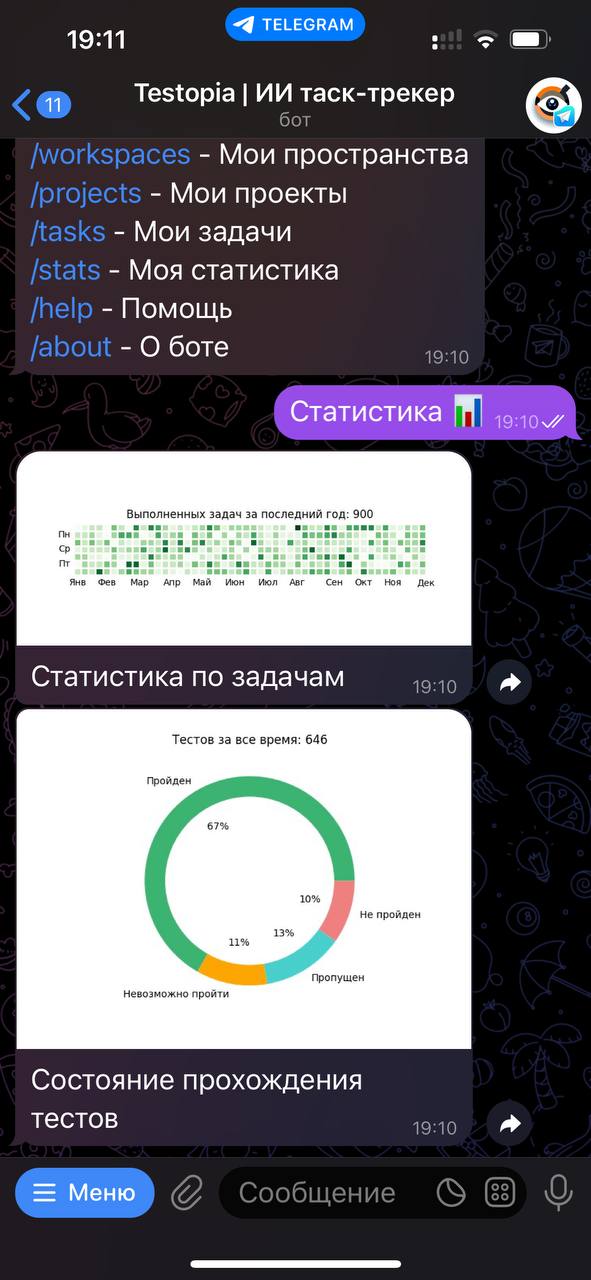 19:11
TELEGRAM
11
Testopia | ИИ таск-трекер
бот
/workspaces - Мои пространства
/projects - Мои проекты
/tasks - Мои задачи
/stats - Моя статистика
/help - Помощь
/about - О боте
19:10
Статистика 📊 19:10
Выполненных задач за последний год: 900
Пн
Ср
Пт
Янв Фев Мар Апр Май Июн Июл Авг Сен Окт Ноя Дек
Статистика по задачам
19:10
Тестов за все время: 646
Пройден
67%
10%
Не пройден
13%
11%
Пропущен
Невозможно пройти
Состояние прохождения
тестов
19:10
Меню
Сообщение